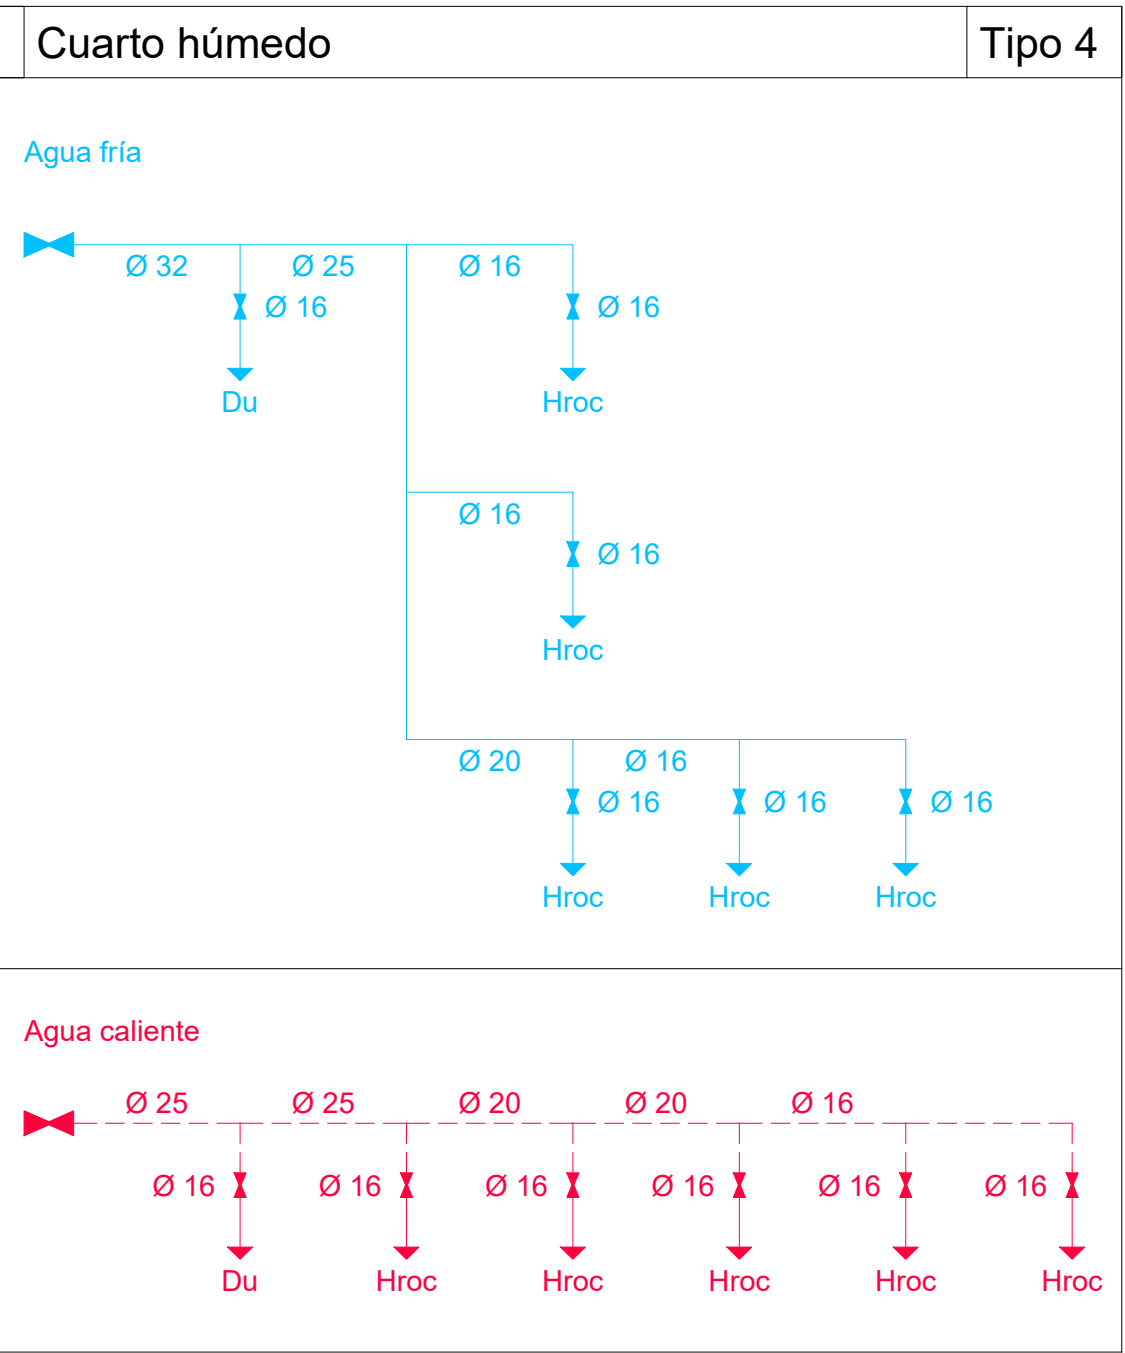 Cuarto húmedo
Tipo 4
Agua fría
Ø 32
Ø 25
Ø 16
Ø 16
Ø 16
Du
Hroc
Ø 16
Ø 16
Hroc
Ø 20
Ø 16
Ø 16
Ø 16
Ø 16
Hroc
Hroc
Hroc
Agua caliente
Ø 25
Ø 25
Ø 20
Ø 20
Ø 16
Ø 16
Ø 16
Ø 16
Ø 16
Ø 16
Ø 16
Du
Hroc
Hroc
Hroc
Hroc
Hroc